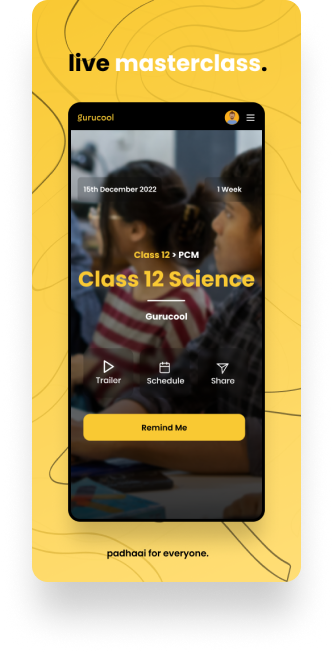 live masterclass.
gurucool
15th December 2022 1 Week
Class 12 > PCM
Class 12 Science
Gurucool
Trailer Schedule Share
Remind Me
padhaai for everyone.